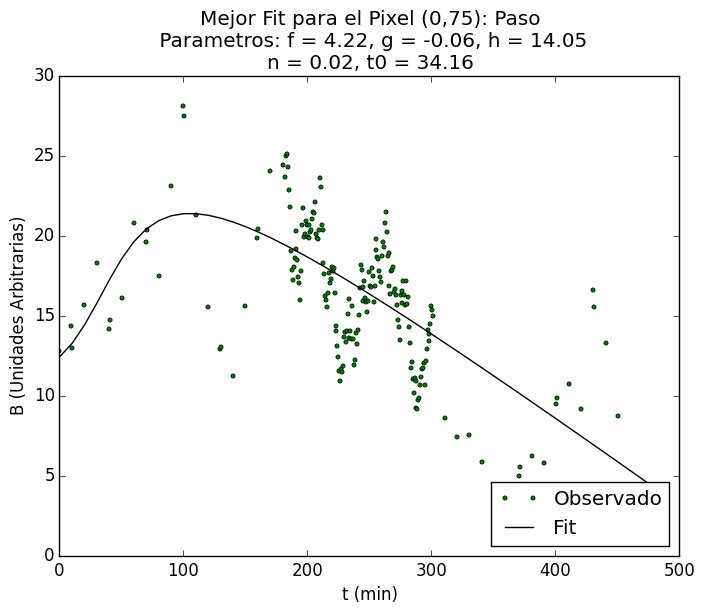 Mejor Fit para el Pixel (0,75): Paso
Parametros: f = 4.22, g = -0.06, h = 14.05
n = 0.02, t0 = 34.16
30
25
20
15
10
5
0
B (Unidades Arbitrarias)
Observado
Fit
0 100 200 300 400 500
t (min)